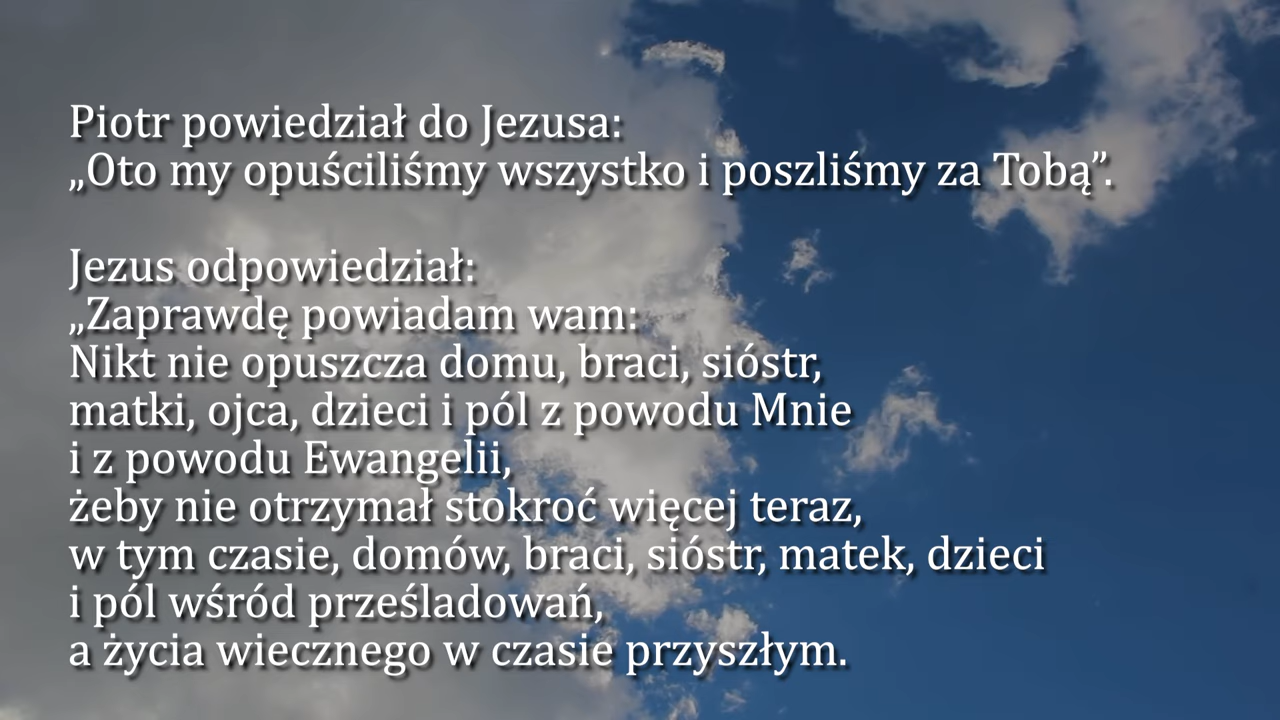 Piotr powiedział do Jezusa:
„Oto my opuściliśmy wszystko i poszliśmy za Tobą”.
Jezus odpowiedział:
„Zaprawdę powiadam wam:
Nikt nie opuszcza domu, braci, sióstr,
matki, ojca, dzieci i pól z powodu Mnie
i z powodu Ewangelii,
żeby nie otrzymał stokroć więcej teraz,
w tym czasie, domów, braci, sióstr, matek, dzieci
i pól wśród prześladowań,
a życia wiecznego w czasie przyszłym.